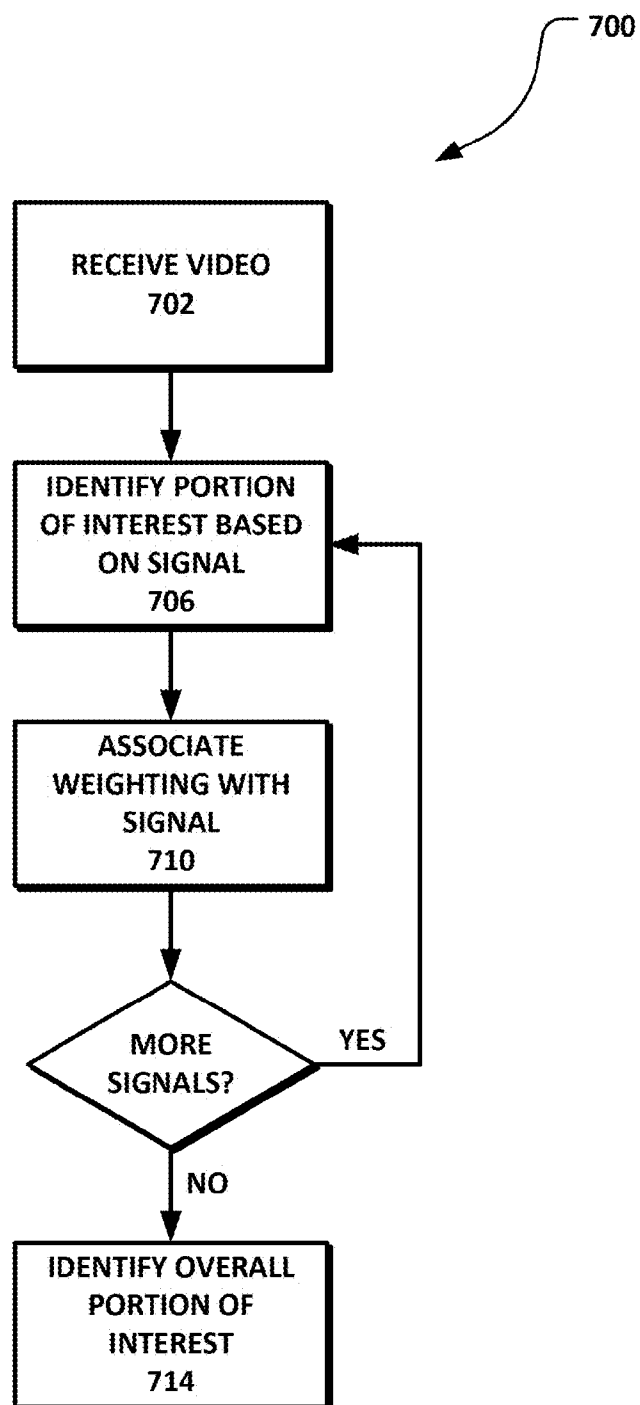 700
RECEIVE VIDEO
702
IDENTIFY PORTION
OF INTEREST BASED
ON SIGNAL
706
ASSOCIATE
WEIGHTING WITH
SIGNAL
710
MORE
SIGNALS?
YES
NO
IDENTIFY OVERALL
PORTION OF
INTEREST
714